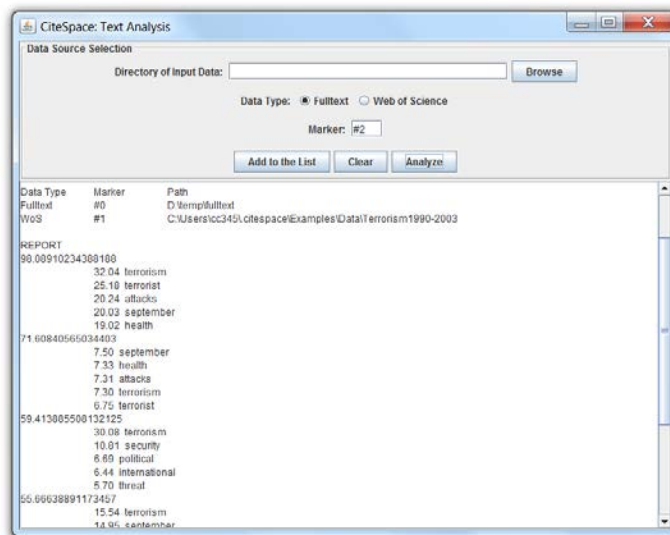 CiteSpace: Text Analysis
Data Source Selection
Directory of Input Data: Browse
Data Type: Fulltext Web of Science
Marker: #2
Add to the List Clear Analyze
Data Type Marker Path
Fulltext #0 D:\temp\fulltext
WoS #1 C:\Users\cc345\.citespace\Examples\Data\Terrorism1990-2003
REPORT
98.08910234388188
32.04 terrorism
25.18 terrorist
20.24 attacks
20.03 september
19.02 health
71.60840565034403
7.50 september
7.33 health
7.31 attacks
7.30 terrorism
6.75 terrorist
59.413885508132125
30.08 terrorism
10.81 security
6.69 political
6.44 international
5.70 threat
55.66638891173457
15.54 terrorism
14.95 september